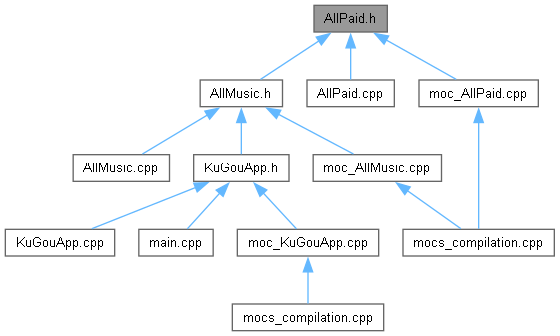 AllPaid.h
AllMusic.h
AllPaid.cpp
moc_AllPaid.cpp
AllMusic.cpp
KuGouApp.h
moc_AllMusic.cpp
KuGouApp.cpp
main.cpp
moc_KuGouApp.cpp
mocs_compilation.cpp
mocs_compilation.cpp